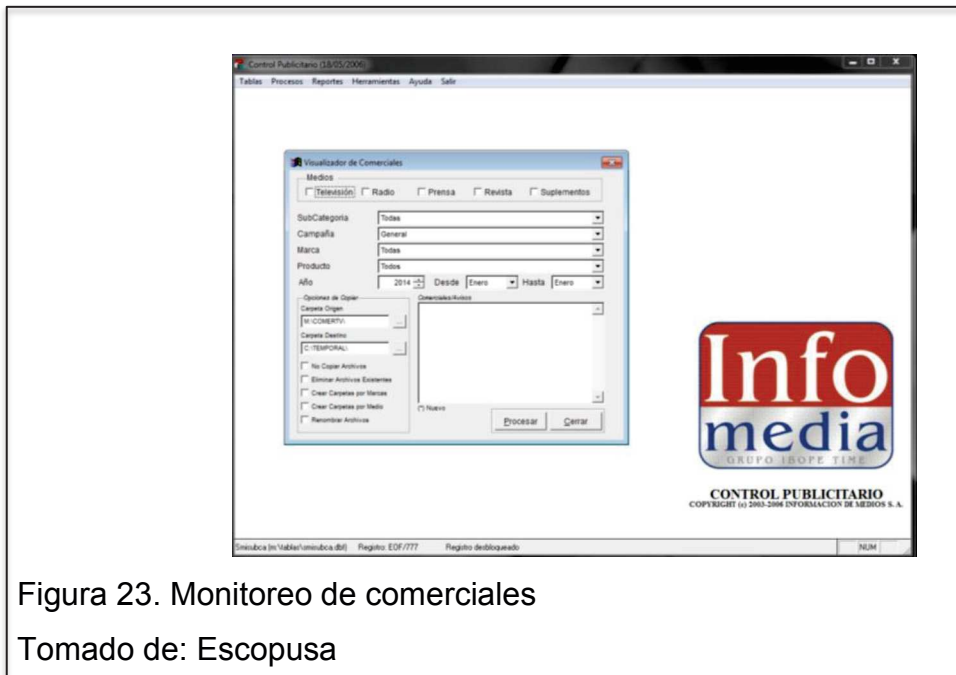 Control Publicitario (18/05/2006)
Tablas Procesos Reportes Herramientas Ayuda Salir
Visualizador de Comerciales
Medios
Televisión Radio Prensa Revista Suplementos
SubCategoria Todas
Campaña General
Marca Todas
Producto Todos
Año 2014 Desde Enero Hasta Enero
Opciones de Copiar
Comerciales/Avisos
Carpeta Origen
M:\COMERTV\
Carpeta Destino
C:\TEMPORAL\
No Copiar Archivos
Eliminar Archivos Existentes
Crear Carpetas por Marcas
Crear Carpetas por Medio
Renombrar Archivos
(*) Nuevo
Procesar Cerrar
Info
media
GRUPO IBOPE TIME
CONTROL PUBLICITARIO
COPYRIGHT (c) 2003-2006 INFORMACION DE MEDIOS S. A.
Smisubca (m:\tablas\smisubca.dbf) Registro: EOF/777 Registro desbloqueado NUM
Figura 23. Monitoreo de comerciales
Tomado de: Escopusa